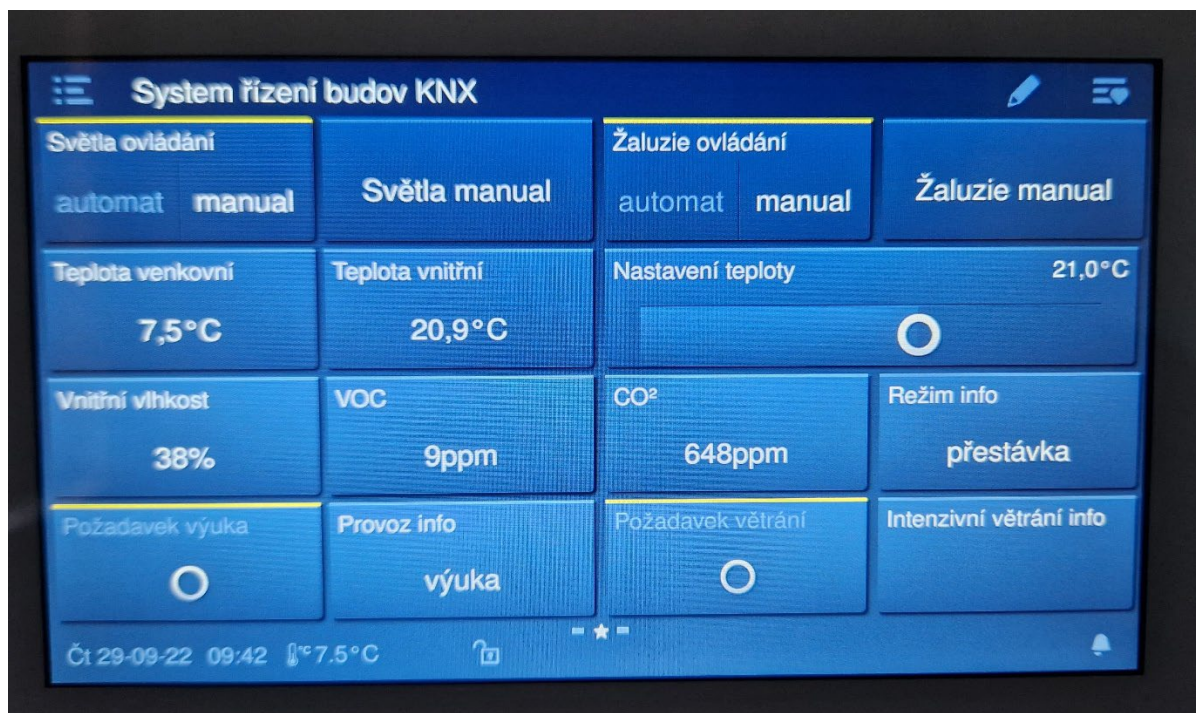 System řízení budov KNX
Světla ovládání
automat manual
Světla manual
Žaluzie ovládání
automat manual
Žaluzie manual
Teplota venkovní
7,5°C
Teplota vnitřní
20,9°C
Nastavení teploty 21,0°C
Vnitřní vlhkost
38%
VOC
9ppm
CO²
648ppm
Režim info
přestávka
Požadavek výuka
Provoz info
výuka
Požadavek větrání
Intenzivní větrání info
Čt 29-09-22 09:42 °C 7.5°C